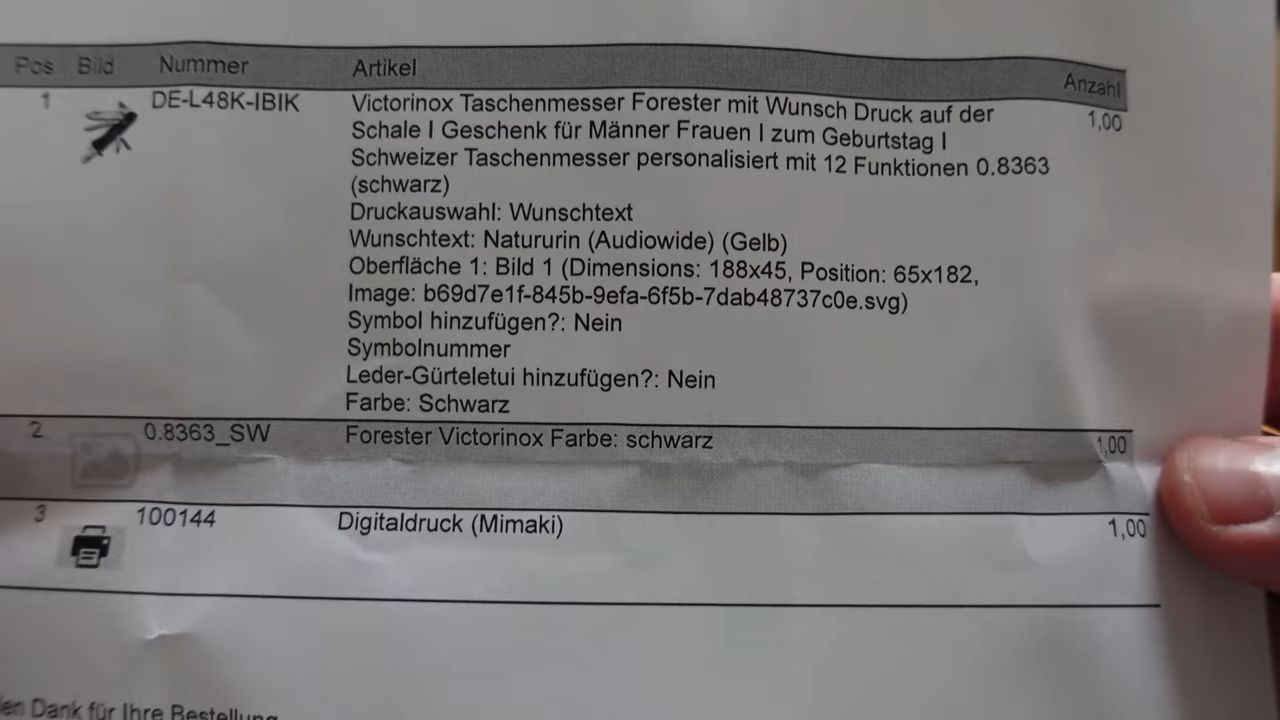 Pos Bild Nummer Artikel Anzahl
1 DE-L48K-IBIK Victorinox Taschenmesser Forester mit Wunsch Druck auf der 1,00
Schale I Geschenk für Männer Frauen I zum Geburtstag I
Schweizer Taschenmesser personalisiert mit 12 Funktionen 0.8363
(schwarz)
Druckauswahl: Wunschtext
Wunschtext: Natururin (Audiowide) (Gelb)
Oberfläche 1: Bild 1 (Dimensions: 188x45, Position: 65x182,
Image: b69d7e1f-845b-9efa-6f5b-7dab48737c0e.svg)
Symbol hinzufügen?: Nein
Symbolnummer
Leder-Gürteletui hinzufügen?: Nein
Farbe: Schwarz
2 0.8363_SW Forester Victorinox Farbe: schwarz 1,00
3 100144 Digitaldruck (Mimaki) 1,00
en Dank für Ihre Bestellung